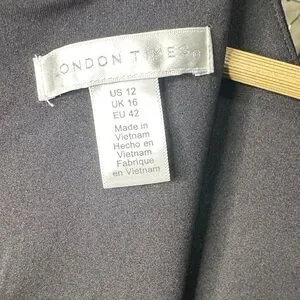 LONDON TIMES
US 12
UK 16
EU 42
Made in
Vietnam
Hecho en
Vietnam
Fabrique
en Vietnam